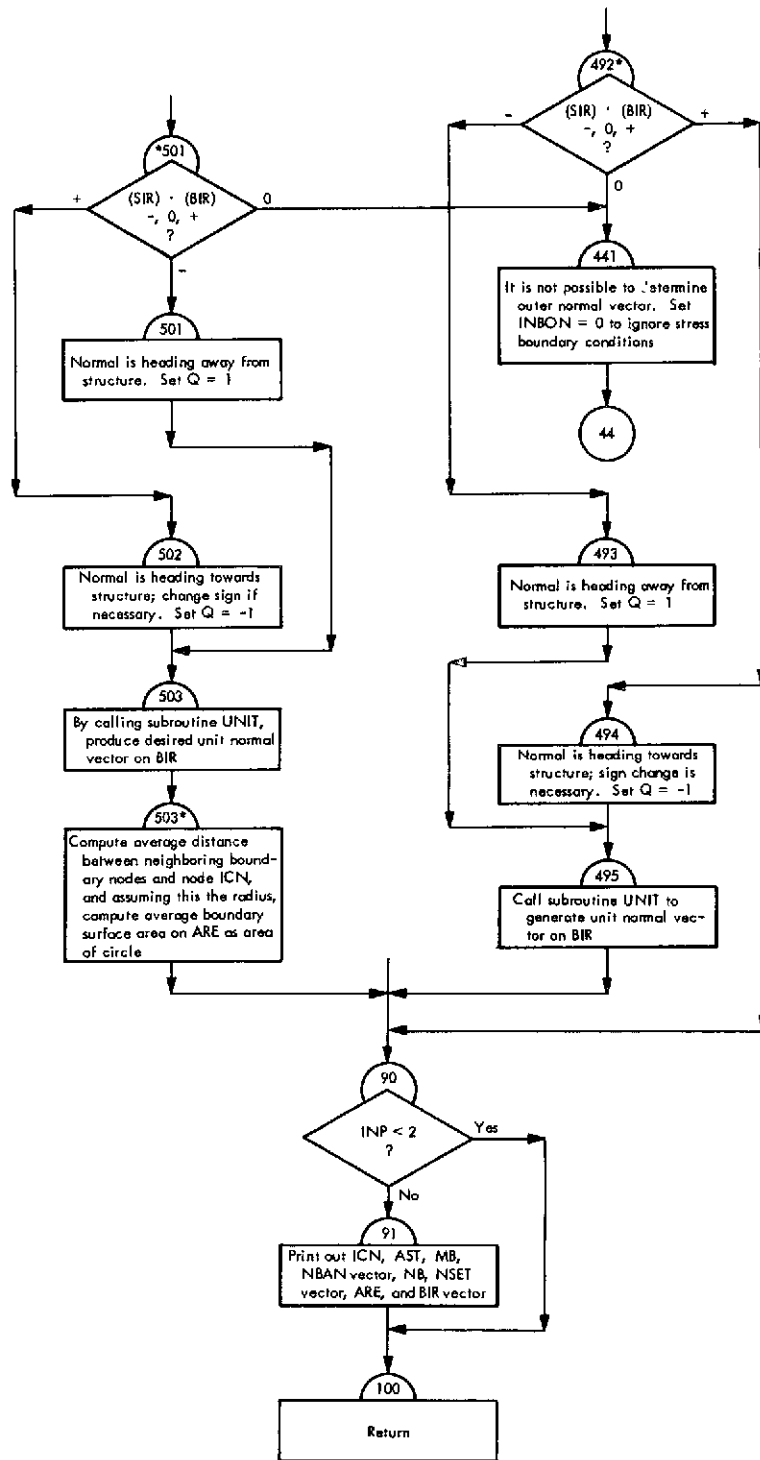 492*
(SIR) · (BIR)
-, 0, +
?
-
+
0
*501
(SIR) · (BIR)
-, 0, +
?
+
0
-
441
It is not possible to determine
outer normal vector. Set
INBON = 0 to ignore stress
boundary conditions
44
501
Normal is heading away from
structure. Set Q = 1
502
Normal is heading towards
structure; change sign if
necessary. Set Q = -1
493
Normal is heading away from
structure. Set Q = 1
503
By calling subroutine UNIT,
produce desired unit normal
vector on BIR
494
Normal is heading towards
structure; sign change is
necessary. Set Q = -1
503*
Compute average distance
between neighboring bound-
ary nodes and node ICN,
and assuming this the radius,
compute average boundary
surface area on ARE as area
of circle
495
Call subroutine UNIT to
generate unit normal vec-
tor on BIR
90
INP < 2
?
Yes
No
91
Print out ICN, AST, MB,
NBAN vector, NB, NSET
vector, ARE, and BIR vector
100
Return